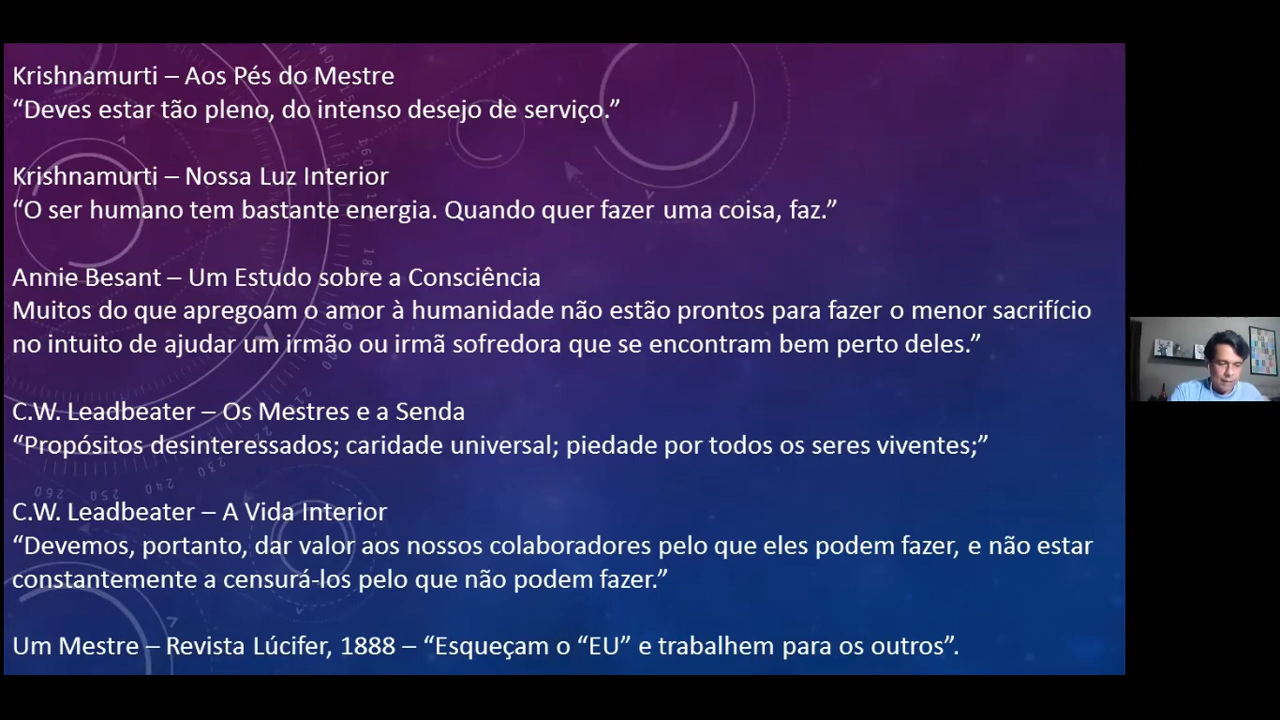 Krishnamurti – Aos Pés do Mestre
“Deves estar tão pleno, do intenso desejo de serviço.”
Krishnamurti – Nossa Luz Interior
“O ser humano tem bastante energia. Quando quer fazer uma coisa, faz.”
Annie Besant – Um Estudo sobre a Consciência
Muitos do que apregoam o amor à humanidade não estão prontos para fazer o menor sacrifício
no intuito de ajudar um irmão ou irmã sofredora que se encontram bem perto deles.”
C.W. Leadbeater – Os Mestres e a Senda
“Propósitos desinteressados; caridade universal; piedade por todos os seres viventes;”
C.W. Leadbeater – A Vida Interior
“Devemos, portanto, dar valor aos nossos colaboradores pelo que eles podem fazer, e não estar
constantemente a censurá-los pelo que não podem fazer.”
Um Mestre – Revista Lúcifer, 1888 – “Esqueçam o “EU” e trabalhem para os outros”.